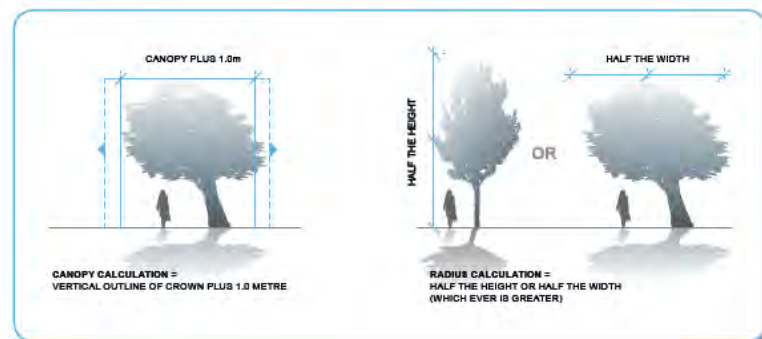 CANOPY PLUS 1.0m
HALF THE WIDTH
HALF THE HEIGHT
OR
CANOPY CALCULATION =
VERTICAL OUTLINE OF CROWN PLUS 1.0 METRE
RADIUS CALCULATION =
HALF THE HEIGHT OR HALF THE WIDTH
(WHICH EVER IS GREATER)